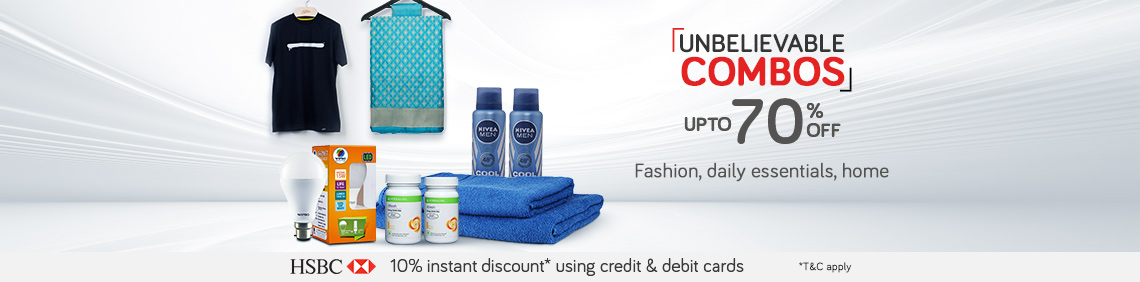 UNBELIEVABLE
COMBOS
UPTO 70% OFF
Fashion, daily essentials, home
NIVEA
MEN
COOL
NIVEA
MEN
COOL
HSBC 10% instant discount* using credit & debit cards
*T&C apply